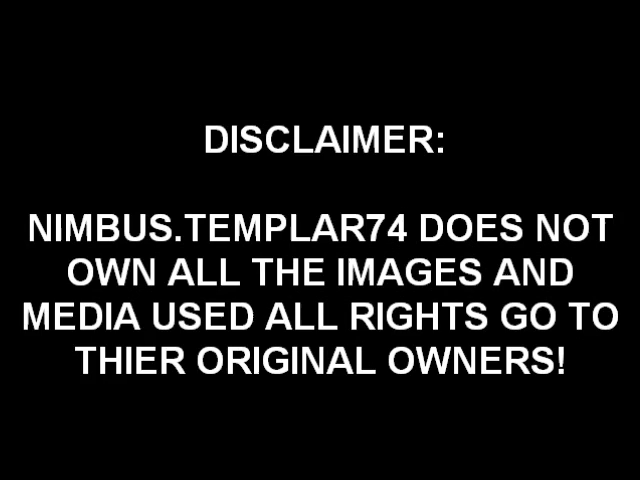 DISCLAIMER:
NIMBUS.TEMPLAR74 DOES NOT
OWN ALL THE IMAGES AND
MEDIA USED ALL RIGHTS GO TO
THIER ORIGINAL OWNERS!